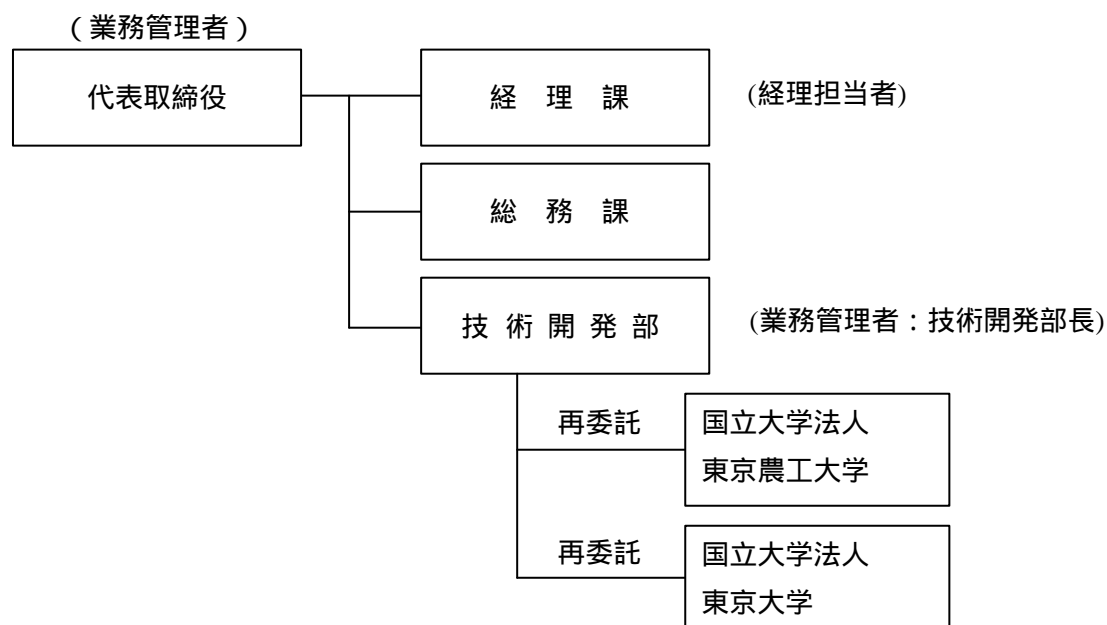 （業務管理者）
代表取締役
経　理　課
(経理担当者)
総　務　課
技 術 開 発 部
(業務管理者：技術開発部長)
再委託
国立大学法人
東京農工大学
再委託
国立大学法人
東京大学